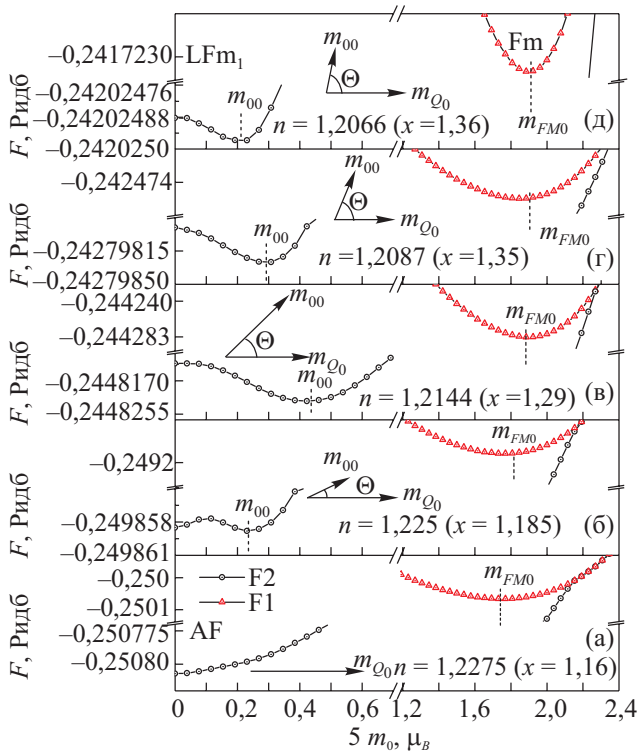 F, Ридб
−0,2417230
−0,24202476
−0,24202488
−0,2420250
LFm1
m00
m00
Θ
mQ0
n = 1,2066 (x =1,36)
Fm
mFM0
(д)
F, Ридб
−0,242474
−0,24279815
−0,24279850
m00
m00
Θ
mQ0
n = 1,2087 (x = 1,35)
mFM0
(г)
F, Ридб
−0,244240
−0,244283
−0,2448170
−0,2448255
m00
Θ
mQ0
m00
n = 1,2144 (x =1,29)
mFM0
(в)
F, Ридб
−0,2492
−0,249858
−0,249861
m00
m00
Θ
mQ0
n = 1,225 (x = 1,185)
mFM0
(б)
F, Ридб
−0,250
−0,2501
−0,250775
−0,25080
F2
F1
AF
mQ0
n = 1,2275 (x = 1,16)
mFM0
(а)
0 0,2 0,4 0,6 1,2 1,6 2,0 2,4
5 m0, μB